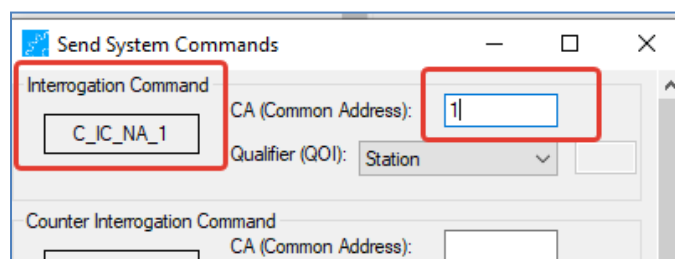 Send System Commands
Interrogation Command
CA (Common Address): 1
C_IC_NA_1
Qualifier (QOI): Station
Counter Interrogation Command
CA (Common Address):